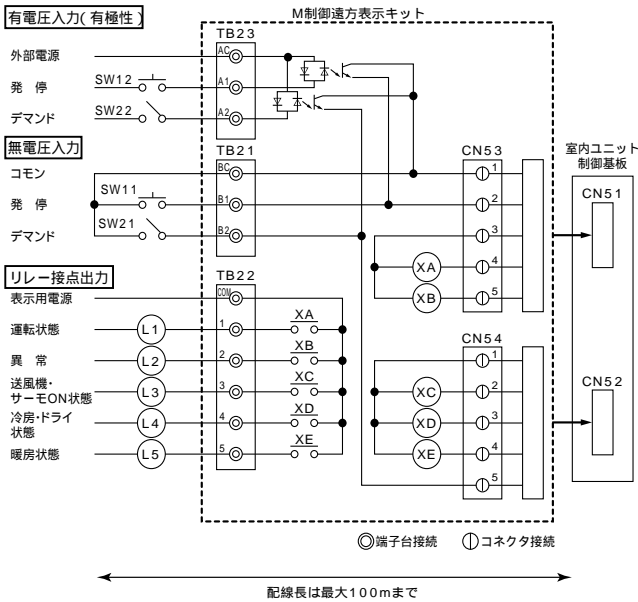 有電圧入力(有極性)
M制御遠方表示キット
TB23
外部電源
AC
発 停
SW12
A1
デマンド
SW22
A2
無電圧入力
TB21
CN53
室内ユニット
制御基板
コモン
BC
1
CN51
発 停
SW11
B1
2
デマンド
SW21
B2
3
XA
4
XB
5
リレー接点出力
TB22
表示用電源
COM
運転状態
L1
1
XA
CN54
1
異 常
L2
2
XB
XC
2
CN52
送風機・
サーモON状態
L3
3
XC
XD
3
冷房・ドライ
状態
L4
4
XD
XE
4
暖房状態
L5
5
XE
5
端子台接続
コネクタ接続
配線長は最大100mまで